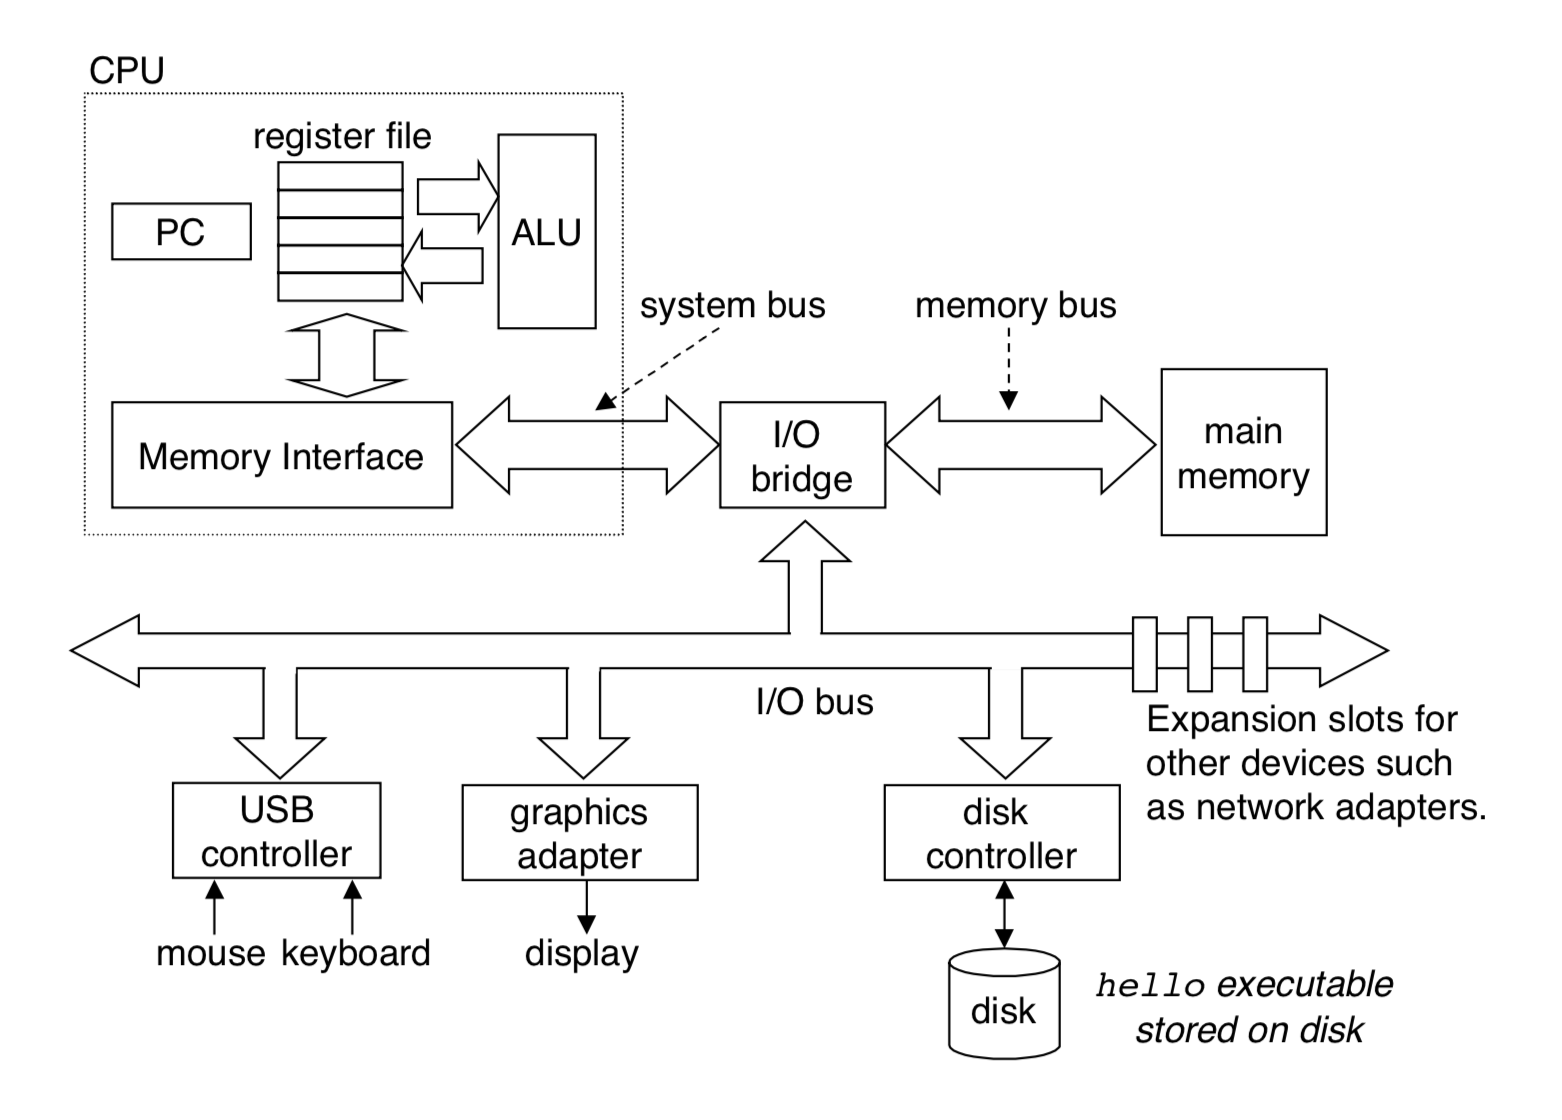 CPU
register file
PC
ALU
system bus
memory bus
Memory Interface
I/O
bridge
main
memory
I/O bus
Expansion slots for
other devices such
as network adapters.
USB
controller
graphics
adapter
disk
controller
mouse
keyboard
display
disk
hello executable
stored on disk